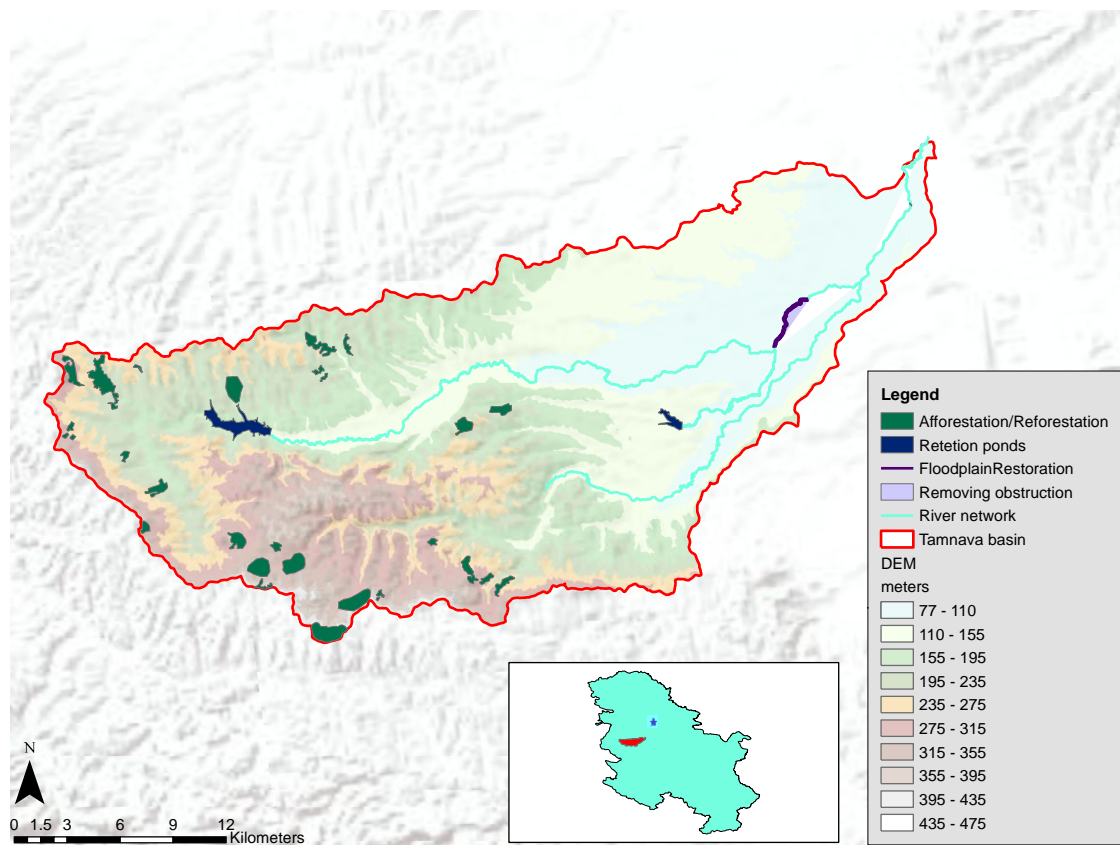 Legend
Afforestation/Reforestation
Retetion ponds
FloodplainRestoration
Removing obstruction
River network
Tamnava basin
DEM
meters
77 - 110
110 - 155
155 - 195
195 - 235
235 - 275
275 - 315
315 - 355
355 - 395
395 - 435
435 - 475
N
0 1.5 3 6 9 12
Kilometers